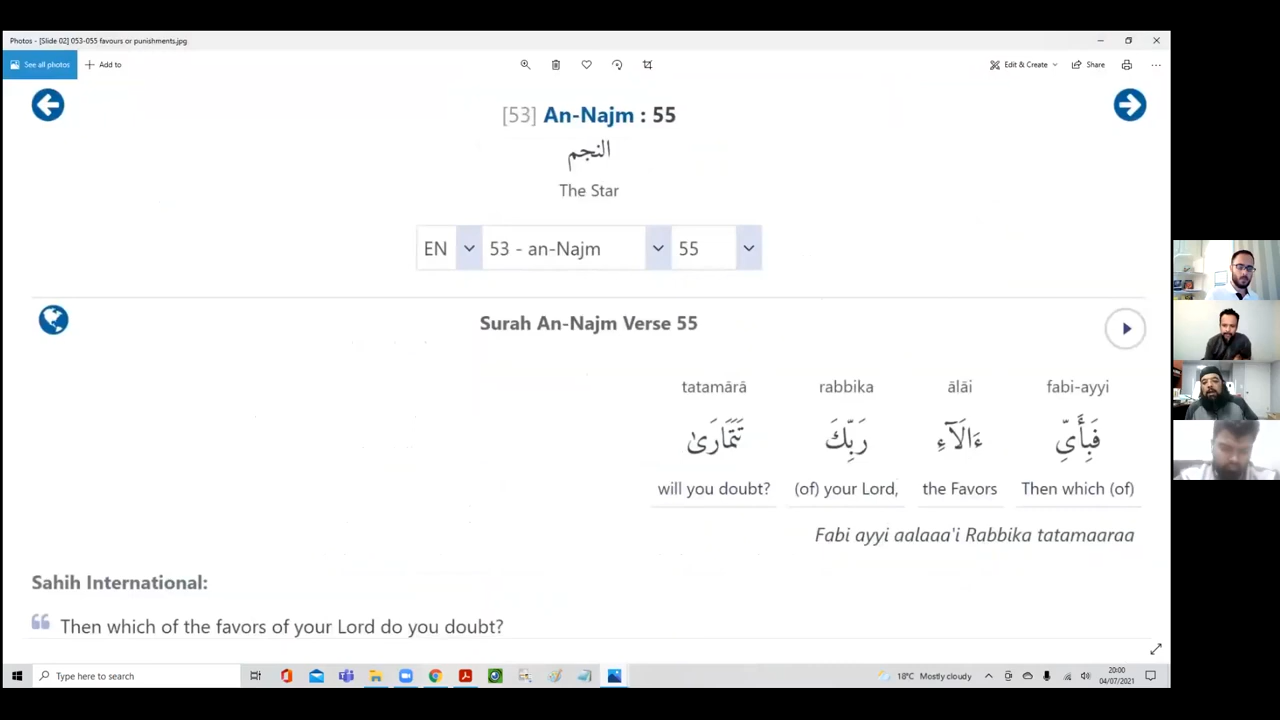 Photos - [Slide 02] 053-055 favours or punishments.jpg
See all photos Add to Edit & Create Share
[53] An-Najm : 55
النجم
The Star
EN 53 - an-Najm 55
Surah An-Najm Verse 55
tatamārā rabbika ālāi fabi-ayyi
فَبِأَيِّ ءَالَآءِ رَبِّكَ تَتَمَارَىٰ
will you doubt? (of) your Lord, the Favors Then which (of)
Fabi ayyi aalaaa'i Rabbika tatamaaraa
Sahih International:
Then which of the favors of your Lord do you doubt?
Type here to search 18°C Mostly cloudy 20:00
04/07/2021